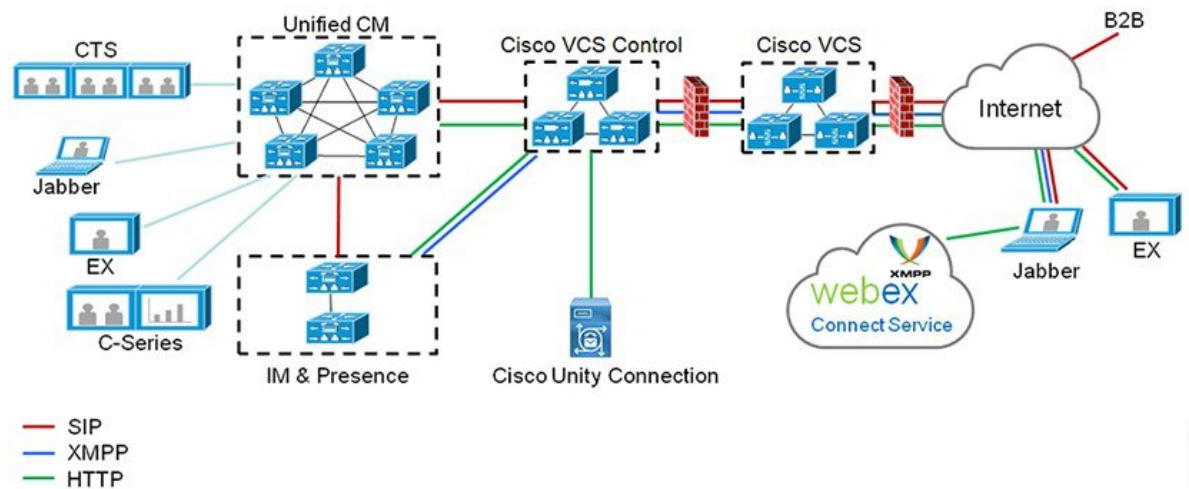 Unified CM
CTS
Cisco VCS Control
Cisco VCS
B2B
Internet
Jabber
EX
C-Series
IM & Presence
Cisco Unity Connection
XMPP
webex
Connect Service
Jabber
EX
SIP
XMPP
HTTP